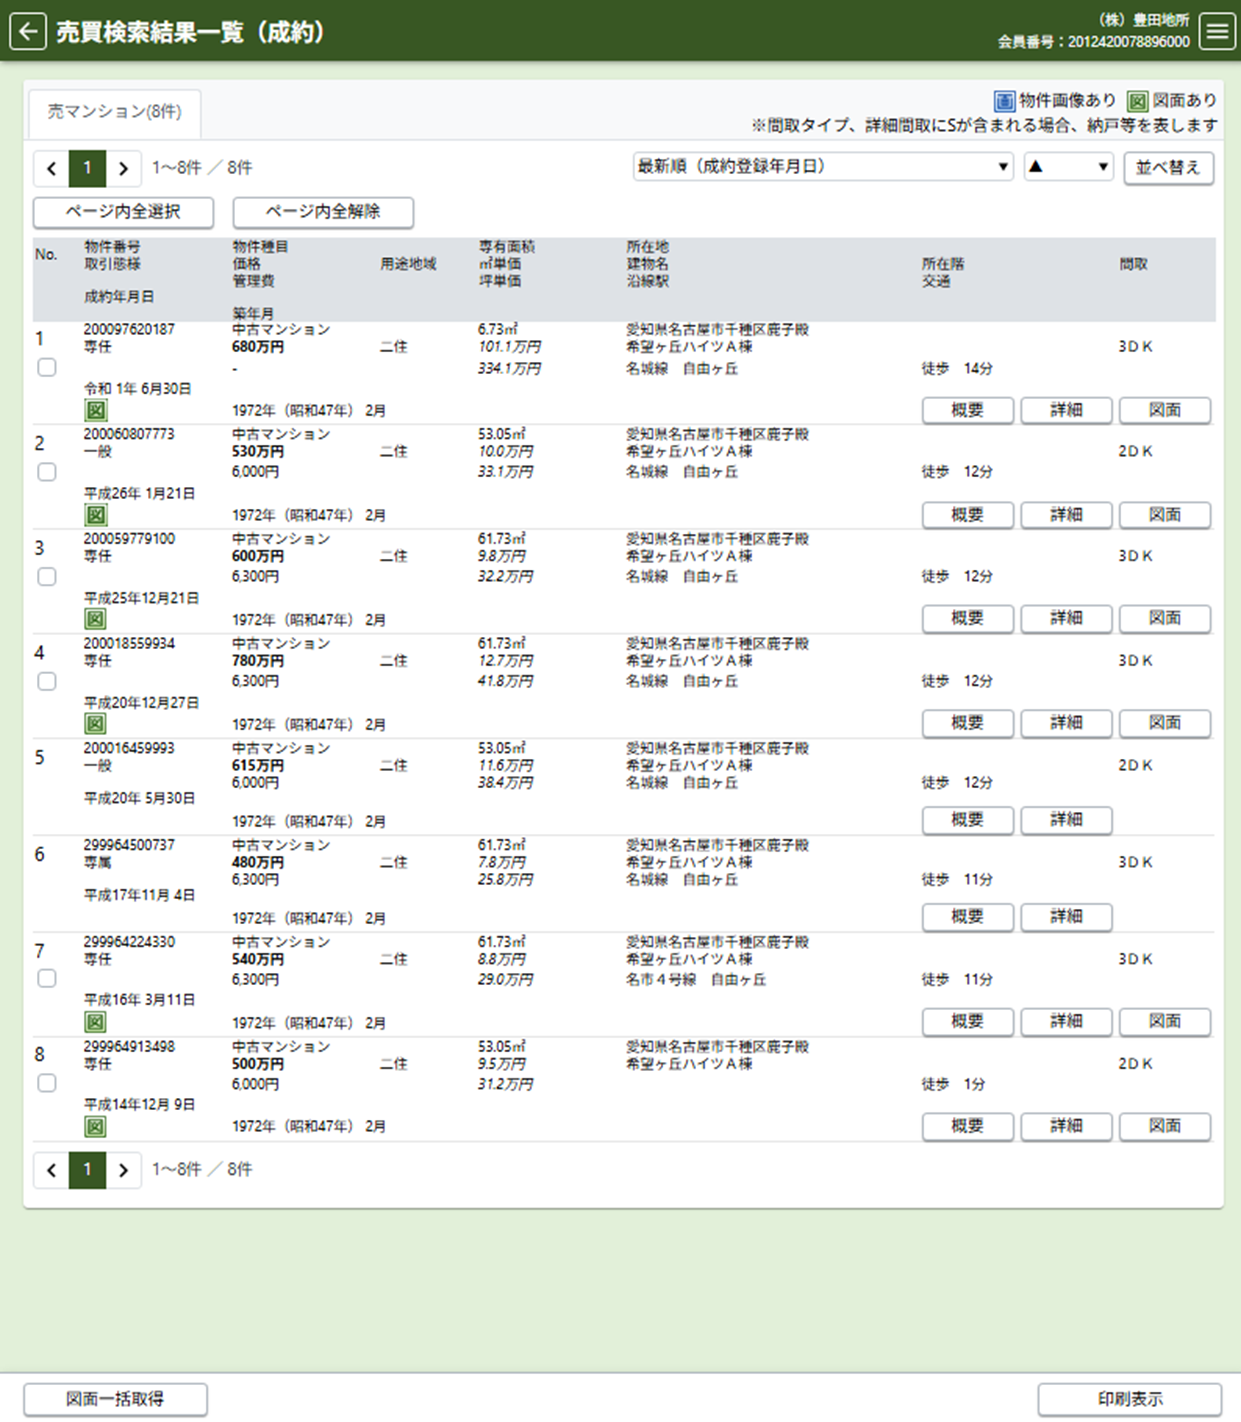 売買検索結果一覧（成約）
（株）豊田地所
会員番号：2012420078896000
売マンション(8件)
画 物件画像あり 図 図面あり
※間取タイプ、詳細間取にSが含まれる場合、納戸等を表します
1 1～8件 ／ 8件
最新順（成約登録年月日） ▼ ▲ ▼ 並べ替え
ページ内全選択 ページ内全解除
No. 物件番号 物件種目 専有面積 所在地
取引態様 価格 用途地域 ㎡単価 建物名 所在階 間取
管理費 坪単価 沿線駅 交通
成約年月日
築年月
1 200097620187 中古マンション 6.73㎡ 愛知県名古屋市千種区鹿子殿
専任 680万円 二住 101.1万円 希望ヶ丘ハイツＡ棟 3ＤＫ
- 334.1万円 名城線　自由ヶ丘 徒歩　14分
令和 1年 6月30日
図 1972年（昭和47年） 2月 概要 詳細 図面
2 200060807773 中古マンション 53.05㎡ 愛知県名古屋市千種区鹿子殿
一般 530万円 二住 10.0万円 希望ヶ丘ハイツＡ棟 2ＤＫ
6,000円 33.1万円 名城線　自由ヶ丘 徒歩　12分
平成26年 1月21日
図 1972年（昭和47年） 2月 概要 詳細 図面
3 200059779100 中古マンション 61.73㎡ 愛知県名古屋市千種区鹿子殿
専任 600万円 二住 9.8万円 希望ヶ丘ハイツＡ棟 3ＤＫ
6,300円 32.2万円 名城線　自由ヶ丘 徒歩　12分
平成25年12月21日
図 1972年（昭和47年） 2月 概要 詳細 図面
4 200018559934 中古マンション 61.73㎡ 愛知県名古屋市千種区鹿子殿
専任 780万円 二住 12.7万円 希望ヶ丘ハイツＡ棟 3ＤＫ
6,300円 41.8万円 名城線　自由ヶ丘 徒歩　12分
平成20年12月27日
図 1972年（昭和47年） 2月 概要 詳細 図面
5 200016459993 中古マンション 53.05㎡ 愛知県名古屋市千種区鹿子殿
一般 615万円 二住 11.6万円 希望ヶ丘ハイツＡ棟 2ＤＫ
6,000円 38.4万円 名城線　自由ヶ丘 徒歩　12分
平成20年 5月30日
1972年（昭和47年） 2月 概要 詳細
6 299964500737 中古マンション 61.73㎡ 愛知県名古屋市千種区鹿子殿
専属 480万円 二住 7.8万円 希望ヶ丘ハイツＡ棟 3ＤＫ
6,300円 25.8万円 名城線　自由ヶ丘 徒歩　11分
平成17年11月 4日
1972年（昭和47年） 2月 概要 詳細
7 299964224330 中古マンション 61.73㎡ 愛知県名古屋市千種区鹿子殿
専任 540万円 二住 8.8万円 希望ヶ丘ハイツＡ棟 3ＤＫ
6,300円 29.0万円 名市４号線　自由ヶ丘 徒歩　11分
平成16年 3月11日
図 1972年（昭和47年） 2月 概要 詳細 図面
8 299964913498 中古マンション 53.05㎡ 愛知県名古屋市千種区鹿子殿
専任 500万円 二住 9.5万円 希望ヶ丘ハイツＡ棟 2ＤＫ
6,000円 31.2万円 徒歩　1分
平成14年12月 9日
図 1972年（昭和47年） 2月 概要 詳細 図面
1 1～8件 ／ 8件
図面一括取得 印刷表示